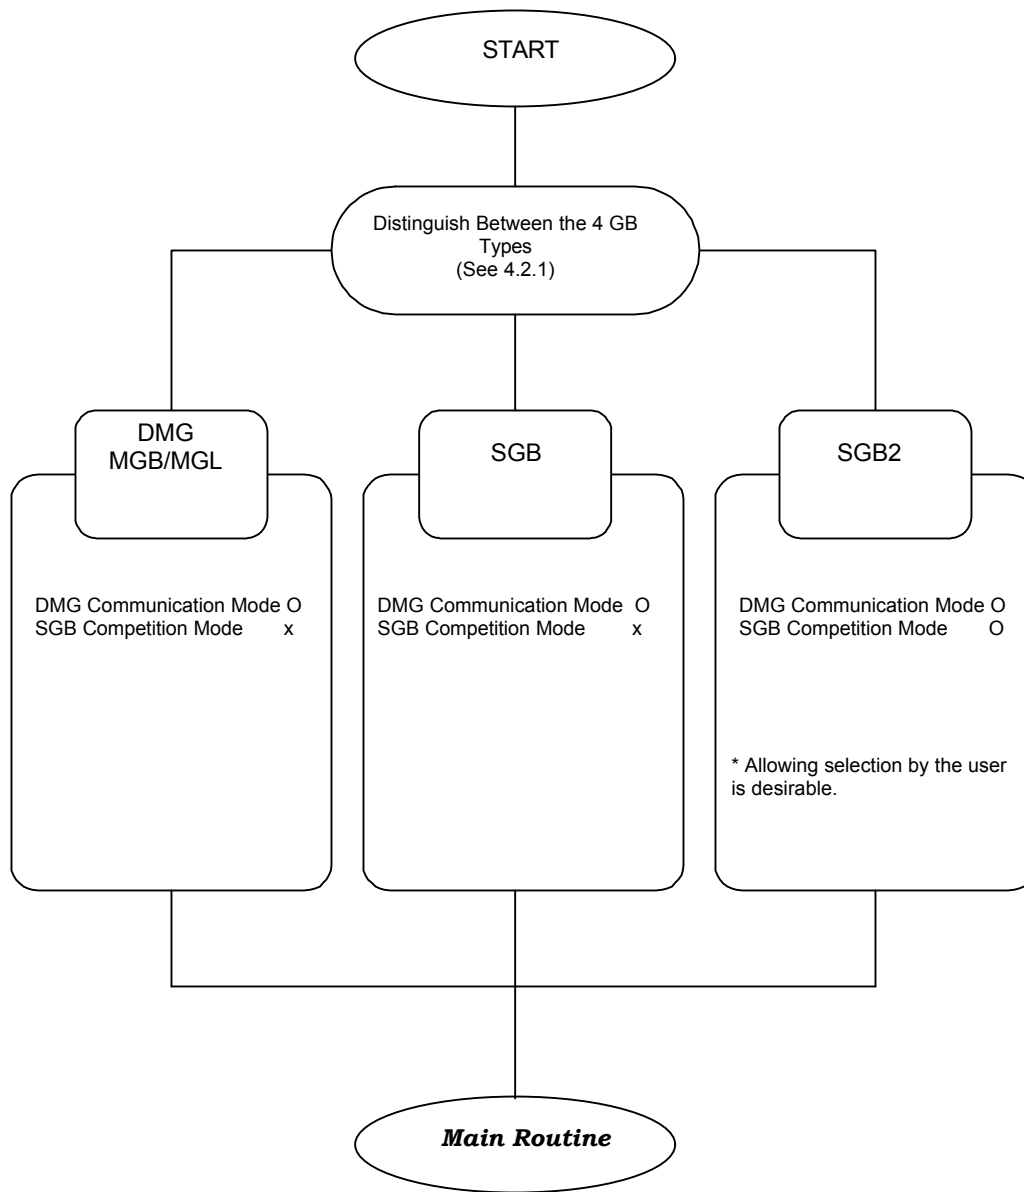 START
Distinguish Between the 4 GB
Types
(See 4.2.1)
DMG
MGB/MGL
DMG Communication Mode O
SGB Competition Mode x
SGB
DMG Communication Mode O
SGB Competition Mode x
SGB2
DMG Communication Mode O
SGB Competition Mode O
* Allowing selection by the user
is desirable.
Main Routine